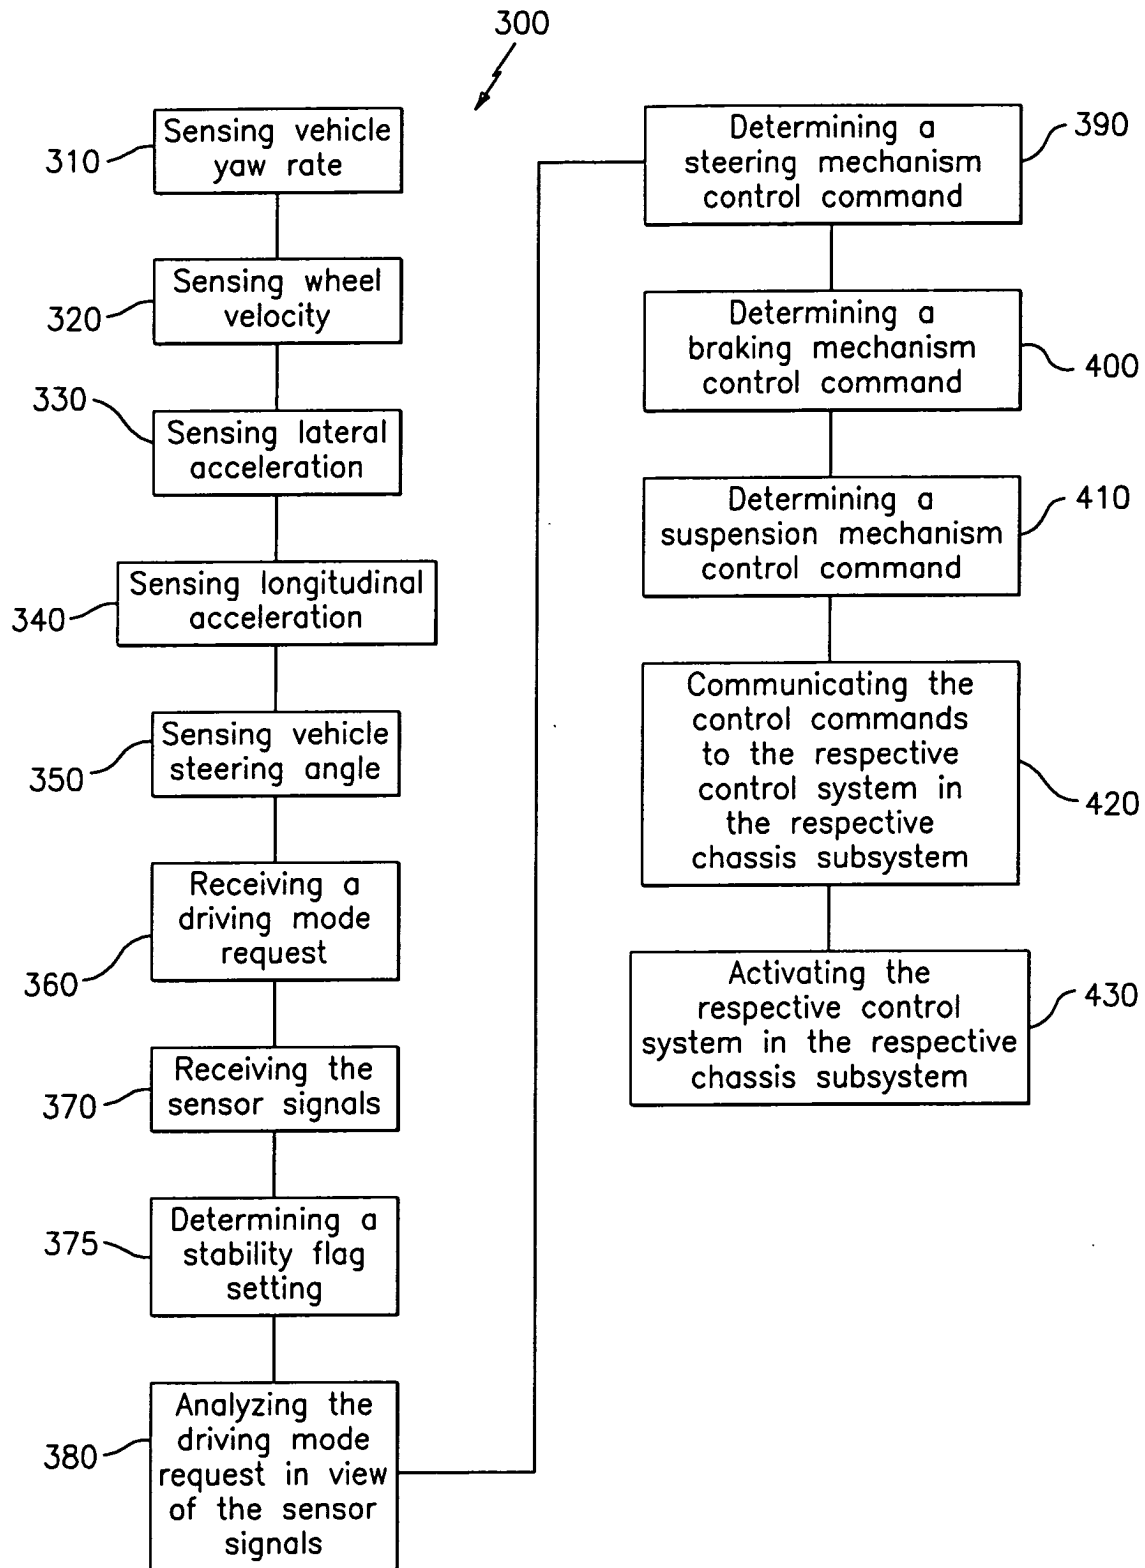 300
310
Sensing vehicle
yaw rate
320
Sensing wheel
velocity
330
Sensing lateral
acceleration
340
Sensing longitudinal
acceleration
350
Sensing vehicle
steering angle
360
Receiving a
driving mode
request
370
Receiving the
sensor signals
375
Determining a
stability flag
setting
380
Analyzing the
driving mode
request in view
of the sensor
signals
390
Determining a
steering mechanism
control command
400
Determining a
braking mechanism
control command
410
Determining a
suspension mechanism
control command
420
Communicating the
control commands
to the respective
control system in
the respective
chassis subsystem
430
Activating the
respective control
system in the respective
chassis subsystem